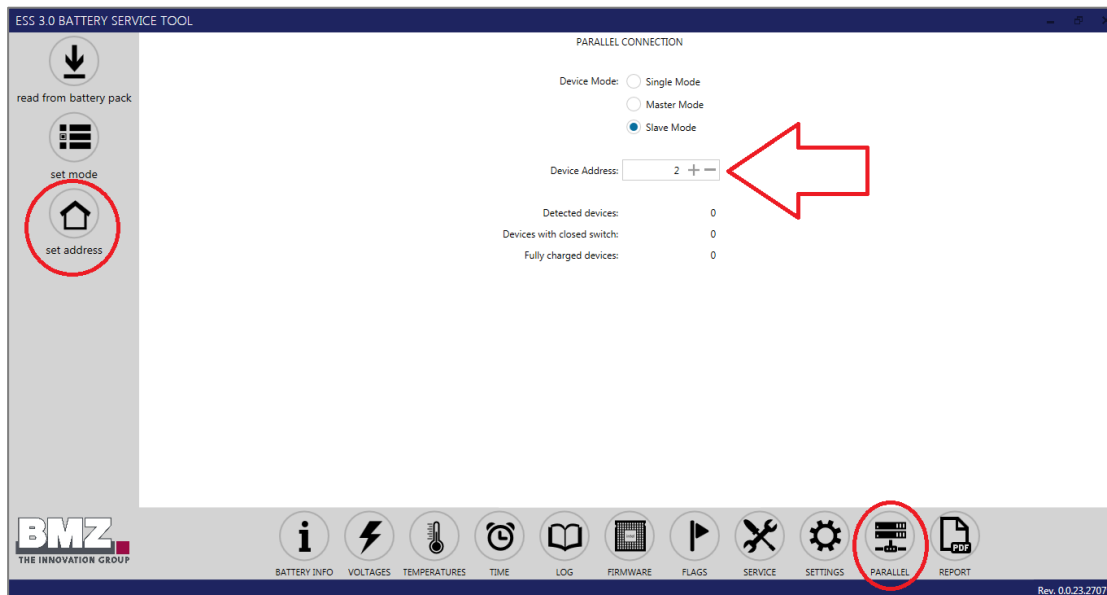 ESS 3.0 BATTERY SERVICE TOOL
PARALLEL CONNECTION
read from battery pack
set mode
set address
Device Mode: Single Mode
Master Mode
Slave Mode
Device Address: 2
Detected devices: 0
Devices with closed switch: 0
Fully charged devices: 0
BMZ
THE INNOVATION GROUP
BATTERY INFO VOLTAGES TEMPERATURES TIME LOG FIRMWARE FLAGS SERVICE SETTINGS PARALLEL REPORT
PDF
Rev. 0.0.23.2707